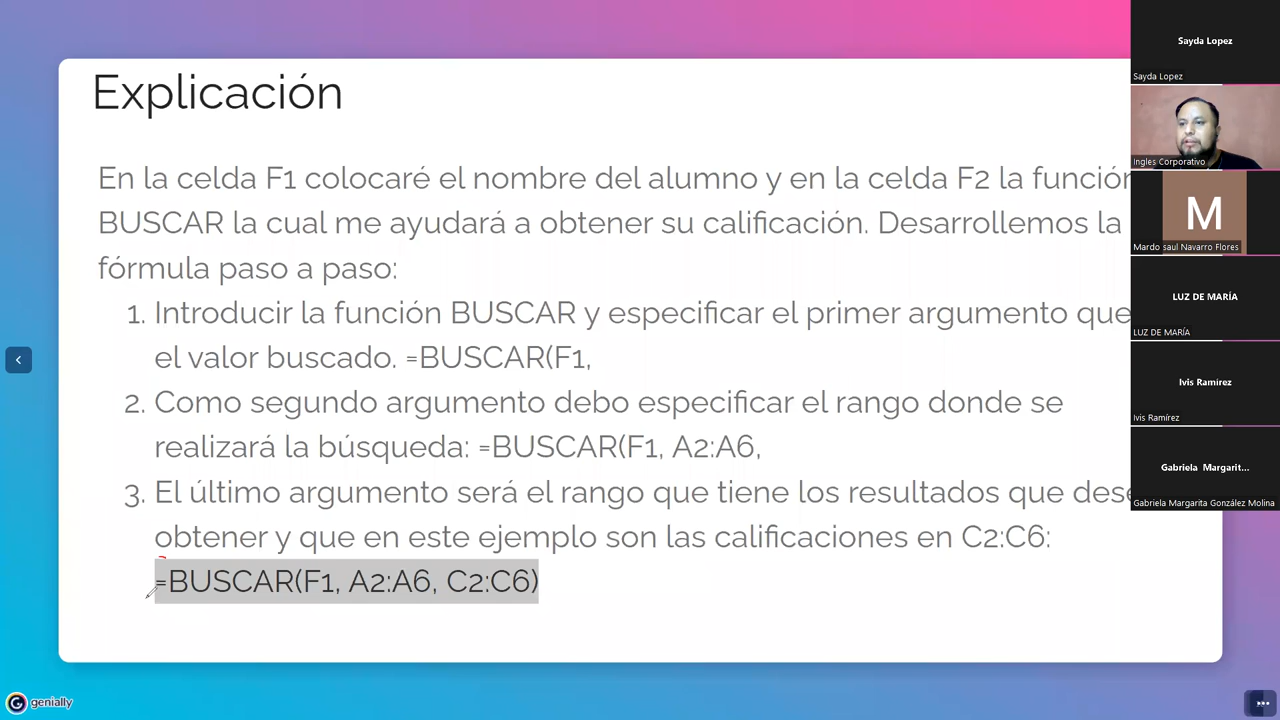 Explicación
En la celda F1 colocaré el nombre del alumno y en la celda F2 la función
BUSCAR la cual me ayudará a obtener su calificación. Desarrollemos la
fórmula paso a paso:
1. Introducir la función BUSCAR y especificar el primer argumento que
el valor buscado. =BUSCAR(F1,
2. Como segundo argumento debo especificar el rango donde se
realizará la búsqueda: =BUSCAR(F1, A2:A6,
3. El último argumento será el rango que tiene los resultados que
obtener y que en este ejemplo son las calificaciones en C2:C6:
=BUSCAR(F1, A2:A6, C2:C6)
genially
Sayda Lopez
Sayda Lopez
Ingles Corporativo
M
Mardo saul Navarro Flores
LUZ DE MARÍA
LUZ DE MARÍA
Ivis Ramirez
Ivis Ramírez
Gabriela Margarit...
Gabriela Margarita González Molina